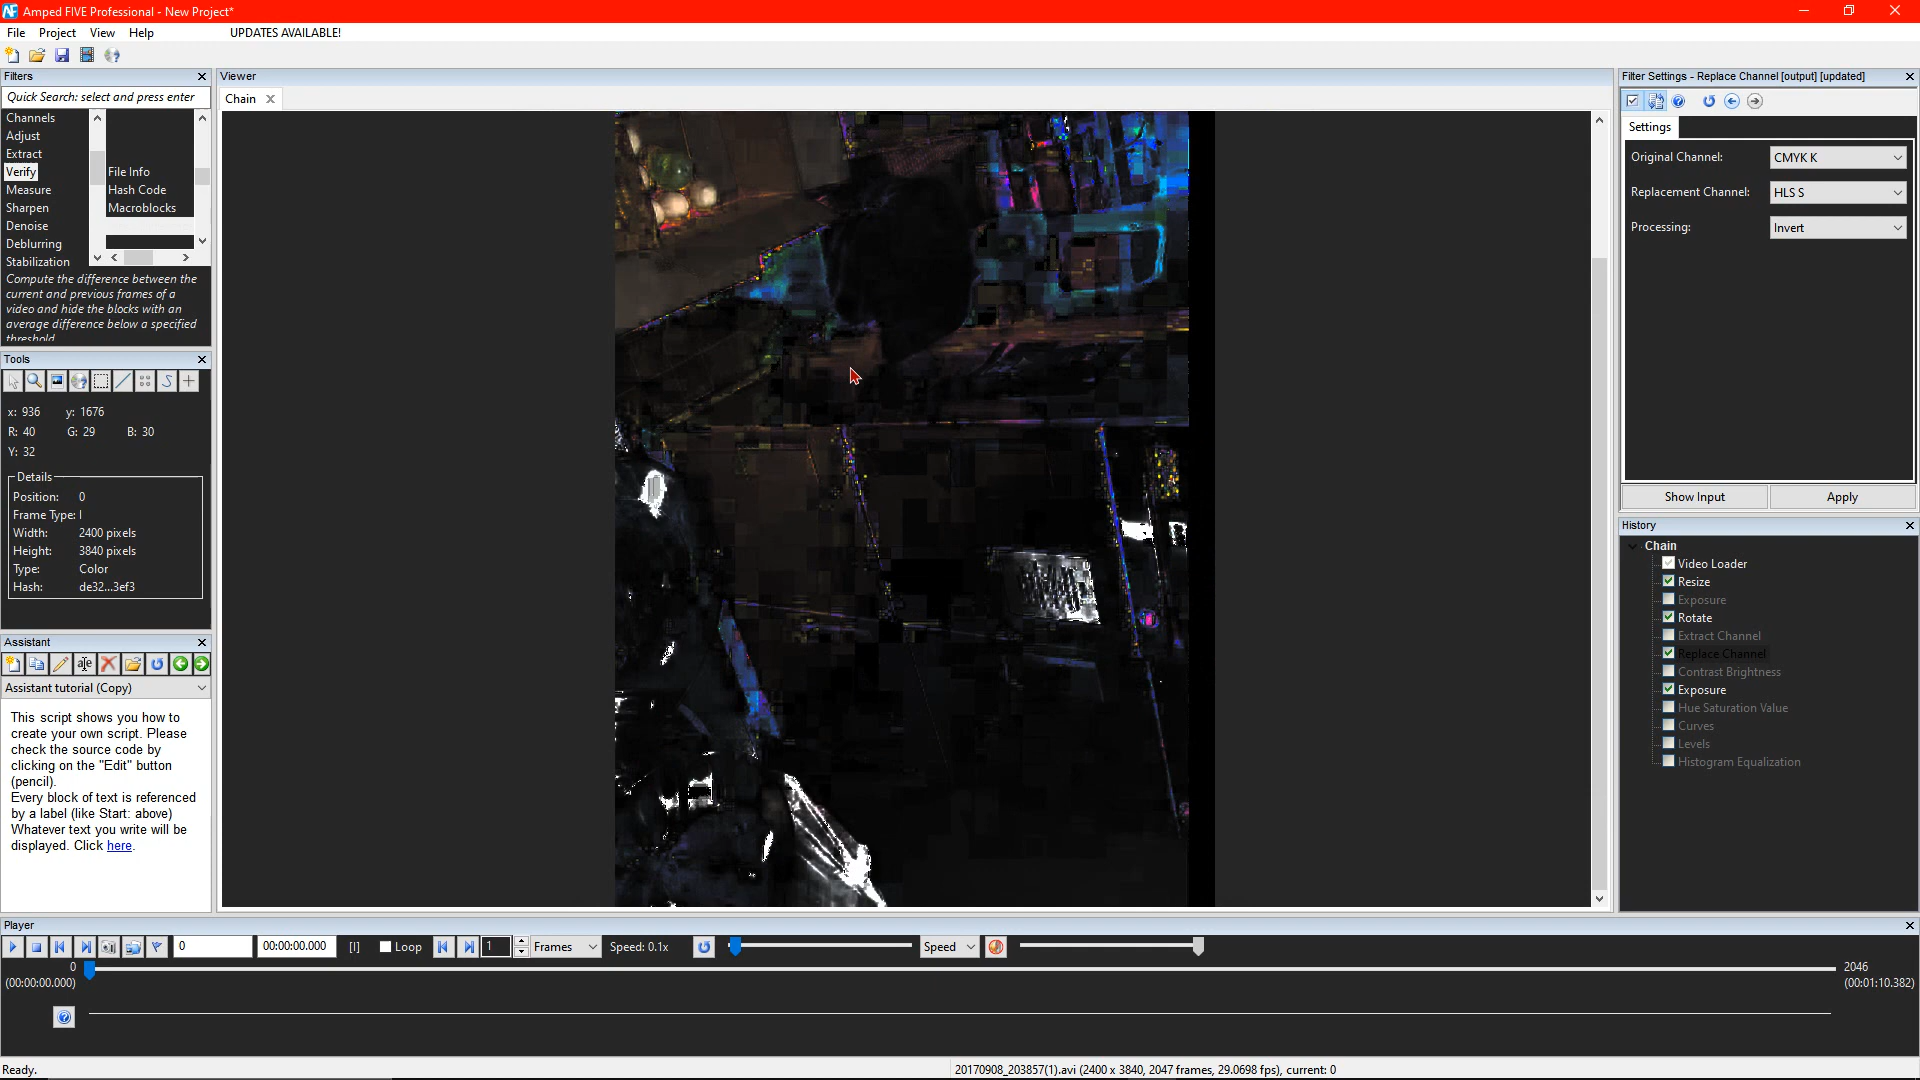 Amped FIVE Professional - New Project*
File Project View Help UPDATES AVAILABLE!
Filters
Quick Search: select and press enter
Channels
Adjust
Extract
Verify
Measure
Sharpen
Denoise
Deblurring
Stabilization
File Info
Hash Code
Macroblocks
Compute the difference between the
current and previous frames of a
video and hide the blocks with an
average difference below a specified
threshold
Tools
x: 936 y: 1676
R: 40 G: 29 B: 30
Y: 32
Details
Position: 0
Frame Type: I
Width: 2400 pixels
Height: 3840 pixels
Type: Color
Hash: de32...3ef3
Assistant
Assistant tutorial (Copy)
This script shows you how to
create your own script. Please
check the source code by
clicking on the "Edit" button
(pencil).
Every block of text is referenced
by a label (like Start: above)
Whatever text you write will be
displayed. Click here.
Viewer
Chain
Filter Settings - Replace Channel [output] [updated]
Settings
Original Channel: CMYK K
Replacement Channel: HLS S
Processing: Invert
Show Input Apply
History
Chain
Video Loader
Resize
Exposure
Rotate
Extract Channel
Replace Channel
Contrast Brightness
Exposure
Hue Saturation Value
Curves
Levels
Histogram Equalization
Player
0 00:00:00.000 [I] Loop 1 Frames Speed: 0.1x Speed
0 2046
(00:00:00.000) (00:01:10.382)
Ready. 20170908_203857(1).avi (2400 x 3840, 2047 frames, 29.0698 fps), current: 0